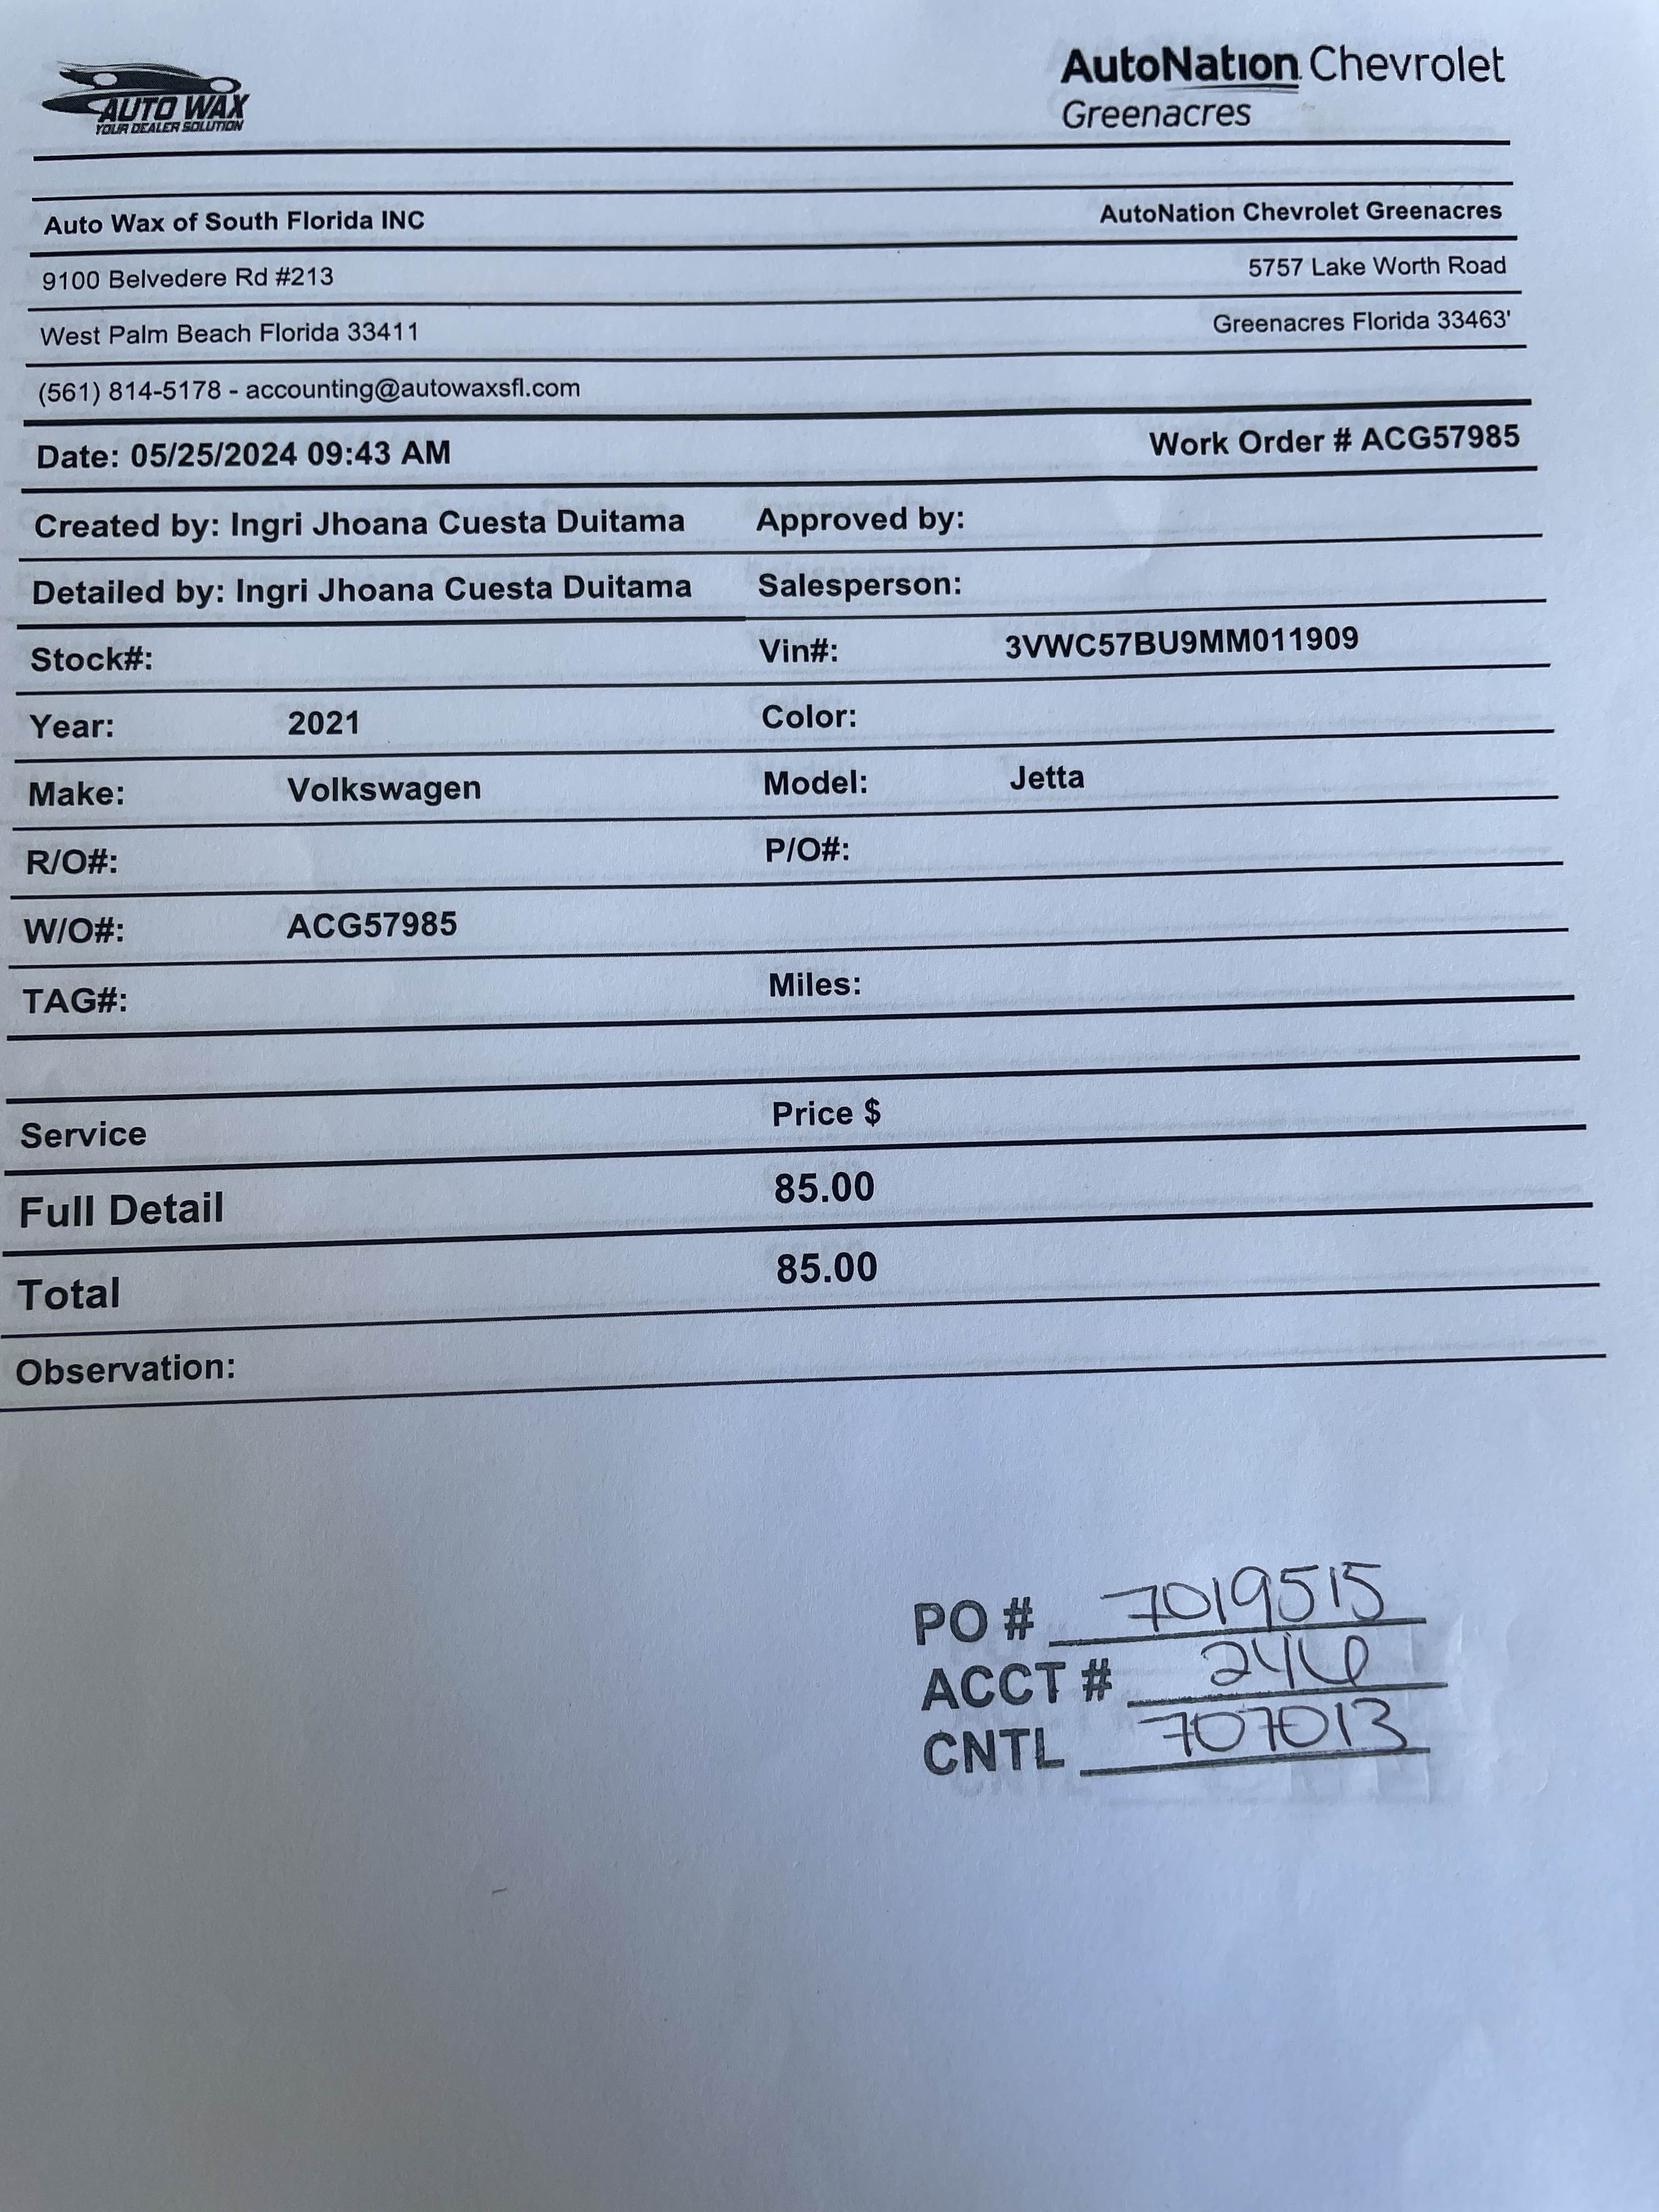 AUTO WAX
YOUR DEALER SOLUTION
AutoNation Chevrolet
Greenacres
Auto Wax of South Florida INC AutoNation Chevrolet Greenacres
9100 Belvedere Rd #213 5757 Lake Worth Road
West Palm Beach Florida 33411 Greenacres Florida 33463'
(561) 814-5178 - accounting@autowaxsfl.com
Date: 05/25/2024 09:43 AM Work Order # ACG57985
Created by: Ingri Jhoana Cuesta Duitama Approved by:
Detailed by: Ingri Jhoana Cuesta Duitama Salesperson:
Stock#: Vin#: 3VWC57BU9MM011909
Year: 2021 Color:
Make: Volkswagen Model: Jetta
R/O#: P/O#:
W/O#: ACG57985
TAG#: Miles:
Service Price $
Full Detail 85.00
Total 85.00
Observation:
PO # 7019515
ACCT # 246
CNTL 707013